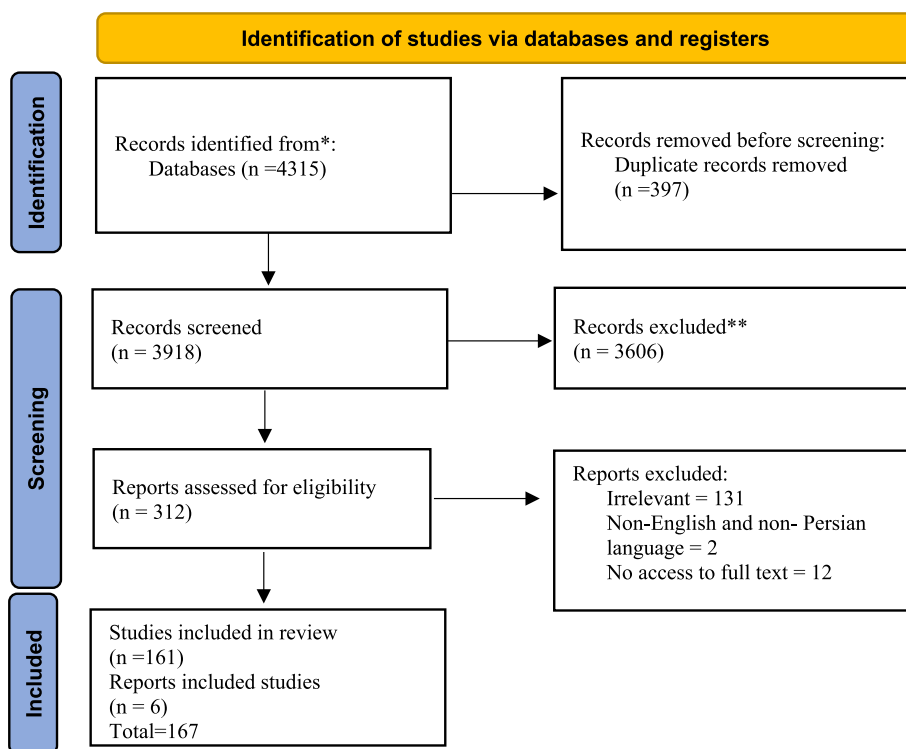 Identification of studies via databases and registers
Identification
Records identified from*:
Databases (n =4315)
Records removed before screening:
Duplicate records removed
(n =397)
Screening
Records screened
(n = 3918)
Records excluded**
(n = 3606)
Reports assessed for eligibility
(n = 312)
Reports excluded:
Irrelevant = 131
Non-English and non- Persian
language = 2
No access to full text = 12
Included
Studies included in review
(n =161)
Reports included studies
(n = 6)
Total=167